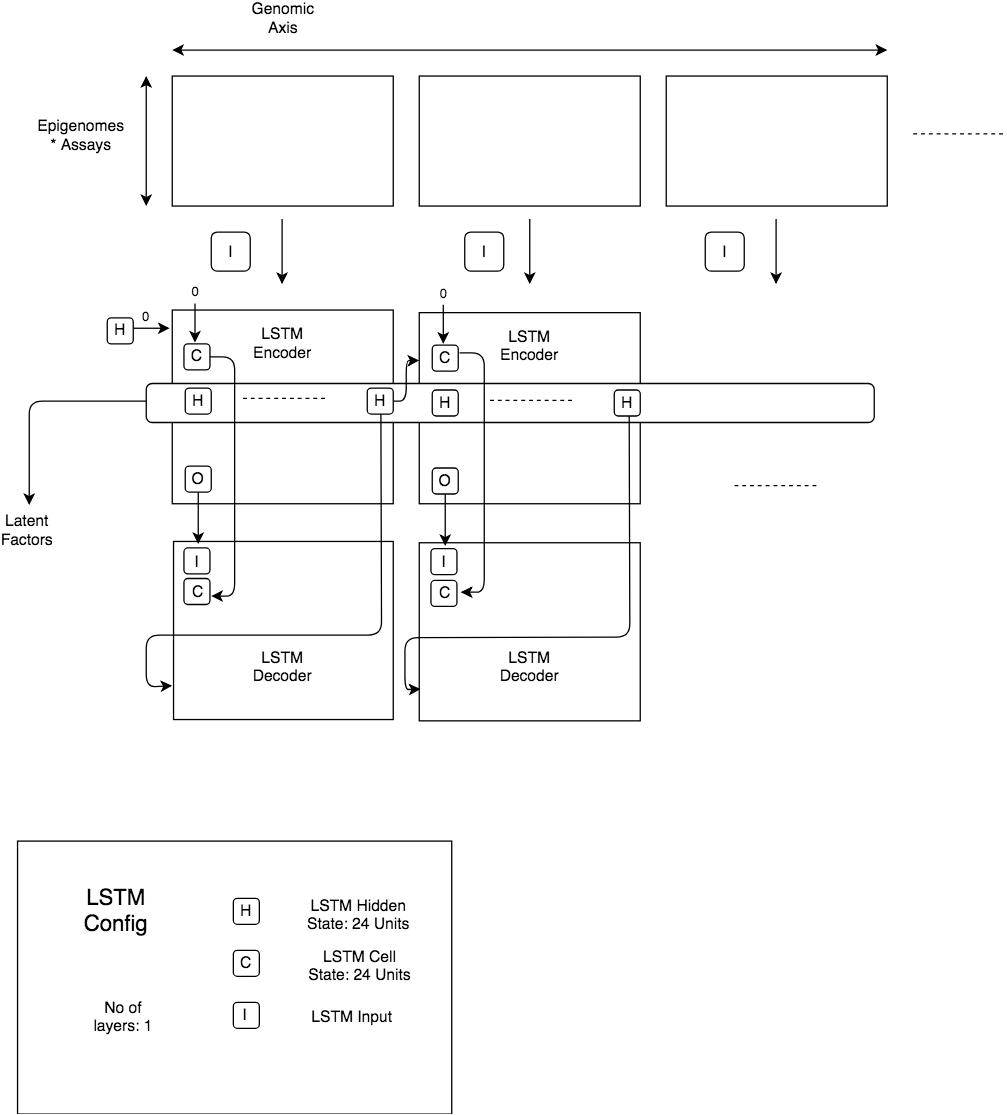 Genomic
Axis
Epigenomes
* Assays
I
I
I
0
0
H
0
LSTM
Encoder
LSTM
Encoder
C
C
H
H
H
H
O
O
Latent
Factors
I
I
C
C
LSTM
Decoder
LSTM
Decoder
LSTM
Config
H
LSTM Hidden
State: 24 Units
C
LSTM Cell
State: 24 Units
No of
layers: 1
I
LSTM Input